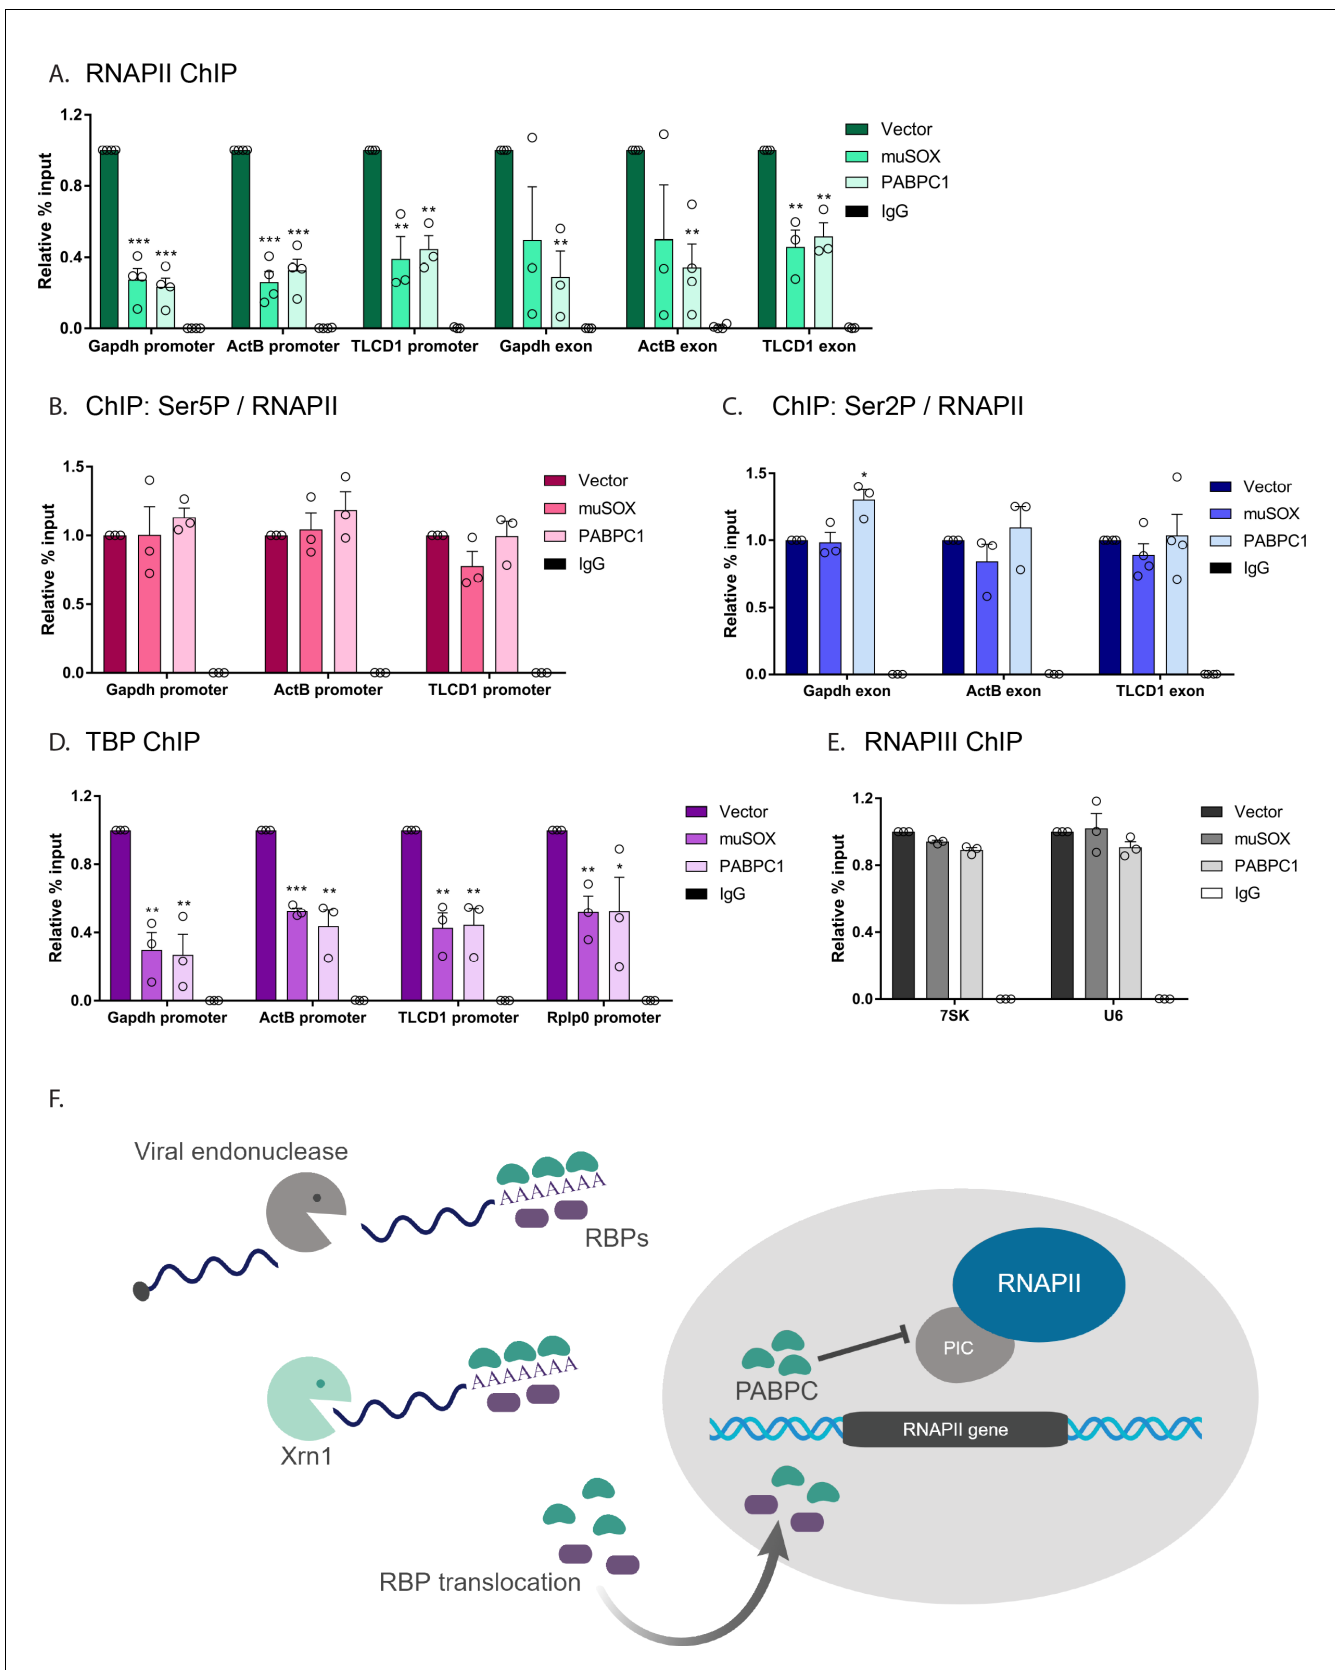 A. RNAPII ChIP
1.2
0.8
0.4
0.0
Relative % input
*** *** *** *** ** ** ** ** ** **
Gapdh promoter ActB promoter TLCD1 promoter Gapdh exon ActB exon TLCD1 exon
Vector
muSOX
PABPC1
IgG
B. ChIP: Ser5P / RNAPII
1.5
1.0
0.5
0.0
Relative % input
Gapdh promoter ActB promoter TLCD1 promoter
Vector
muSOX
PABPC1
IgG
C. ChIP: Ser2P / RNAPII
1.5
1.0
0.5
0.0
Relative % input
*
Gapdh exon ActB exon TLCD1 exon
Vector
muSOX
PABPC1
IgG
D. TBP ChIP
1.2
0.8
0.4
0.0
Relative % input
** ** *** ** ** ** ** *
Gapdh promoter ActB promoter TLCD1 promoter Rplp0 promoter
Vector
muSOX
PABPC1
IgG
E. RNAPIII ChIP
1.2
0.8
0.4
0.0
Relative % input
7SK U6
Vector
muSOX
PABPC1
IgG
F.
Viral endonuclease
AAAAAAA
RBPs
Xrn1
AAAAAAA
RBP translocation
RNAPII
PIC
PABPC
RNAPII gene